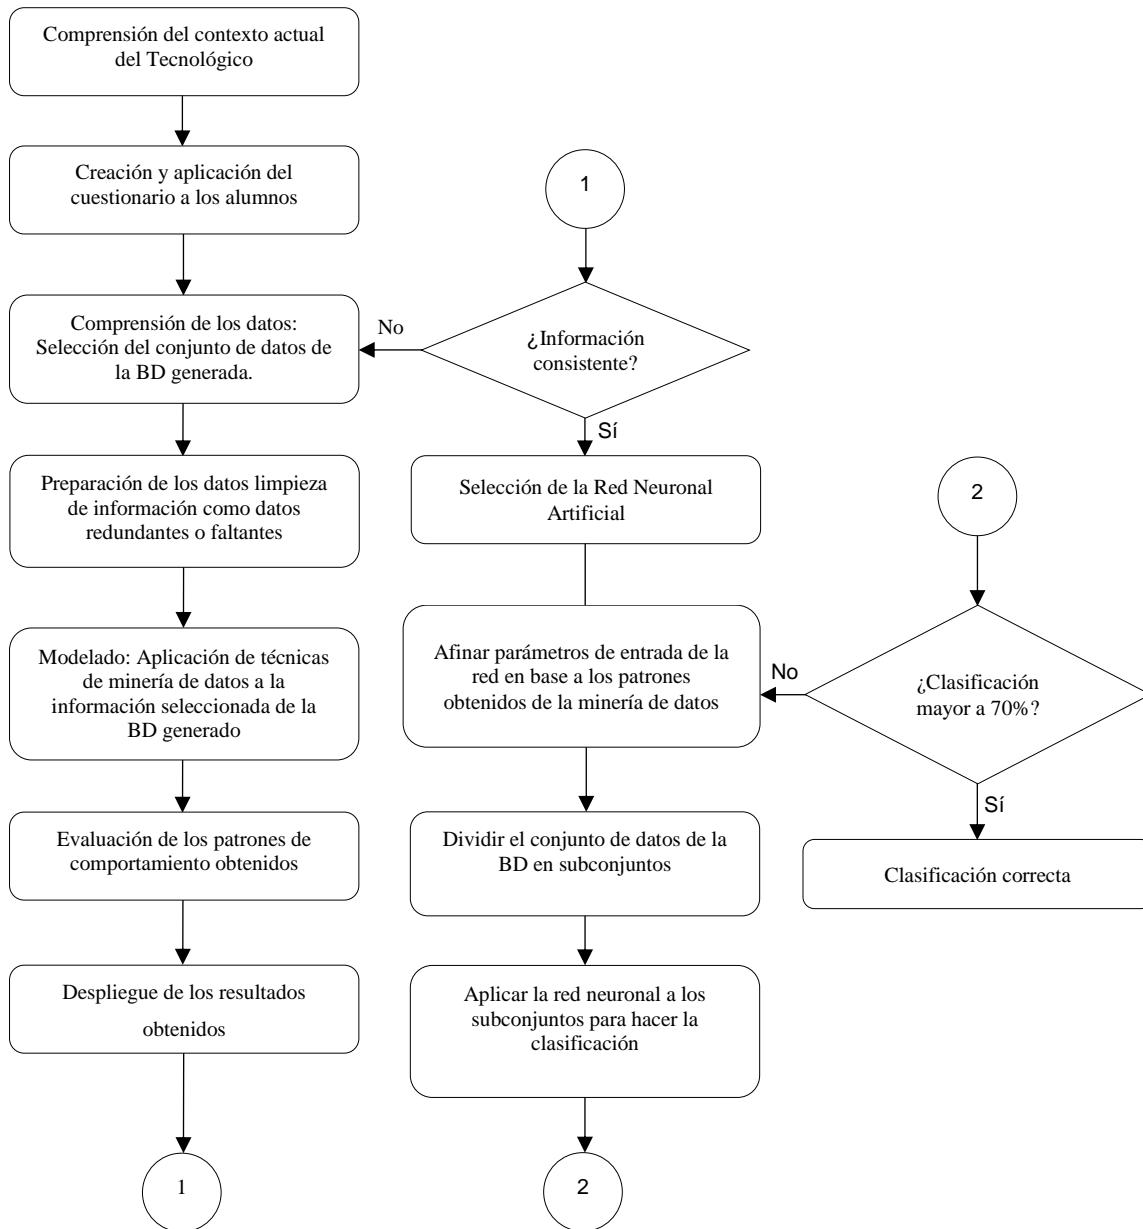 Comprensión del contexto actual
del Tecnológico
Creación y aplicación del
cuestionario a los alumnos
Comprensión de los datos:
Selección del conjunto de datos de
la BD generada.
Preparación de los datos limpieza
de información como datos
redundantes o faltantes
Modelado: Aplicación de técnicas
de minería de datos a la
información seleccionada de la
BD generado
Evaluación de los patrones de
comportamiento obtenidos
Despliegue de los resultados
obtenidos
1
1
¿Información
consistente?
No
Sí
Selección de la Red Neuronal
Artificial
Afinar parámetros de entrada de la
red en base a los patrones
obtenidos de la minería de datos
Dividir el conjunto de datos de la
BD en subconjuntos
Aplicar la red neuronal a los
subconjuntos para hacer la
clasificación
2
2
¿Clasificación
mayor a 70%?
No
Sí
Clasificación correcta